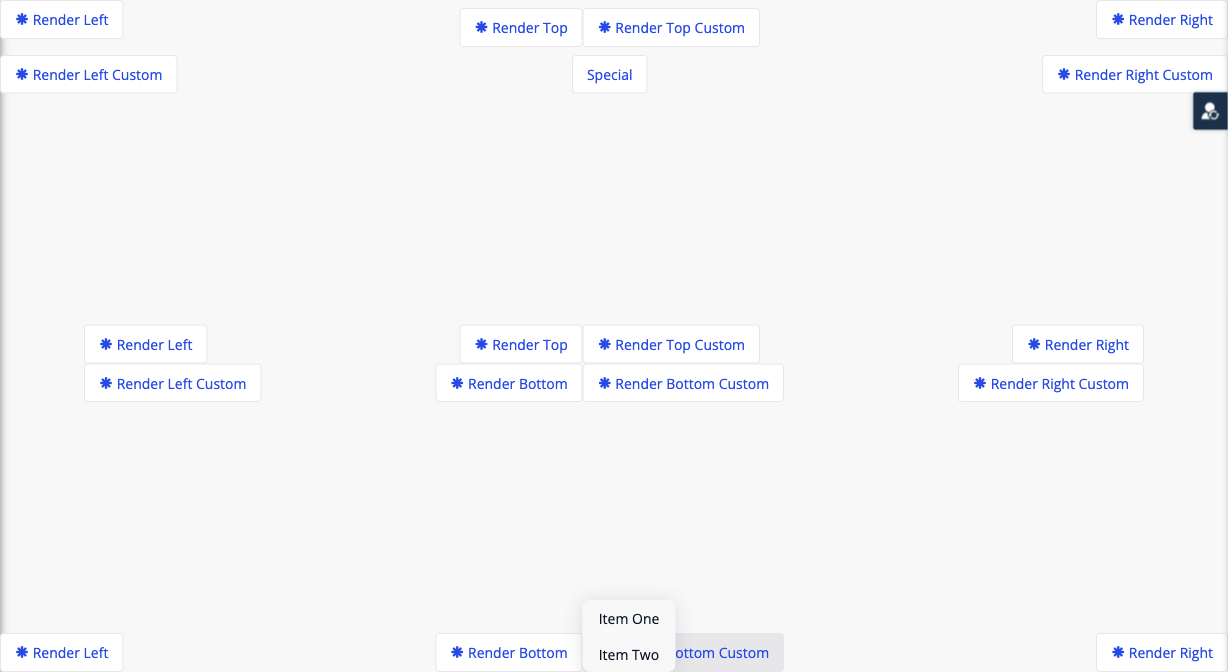 Render Left
Render Top
Render Top Custom
Render Right
Render Left Custom
Special
Render Right Custom
Render Left
Render Top
Render Top Custom
Render Right
Render Left Custom
Render Bottom
Render Bottom Custom
Render Right Custom
Item One
Render Left
Render Bottom
Item Two
ottom Custom
Render Right